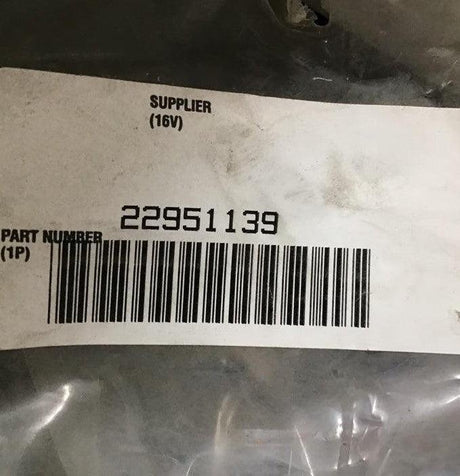 SUPPLIER
(16V)
22951139
PART NUMBER
(1P)